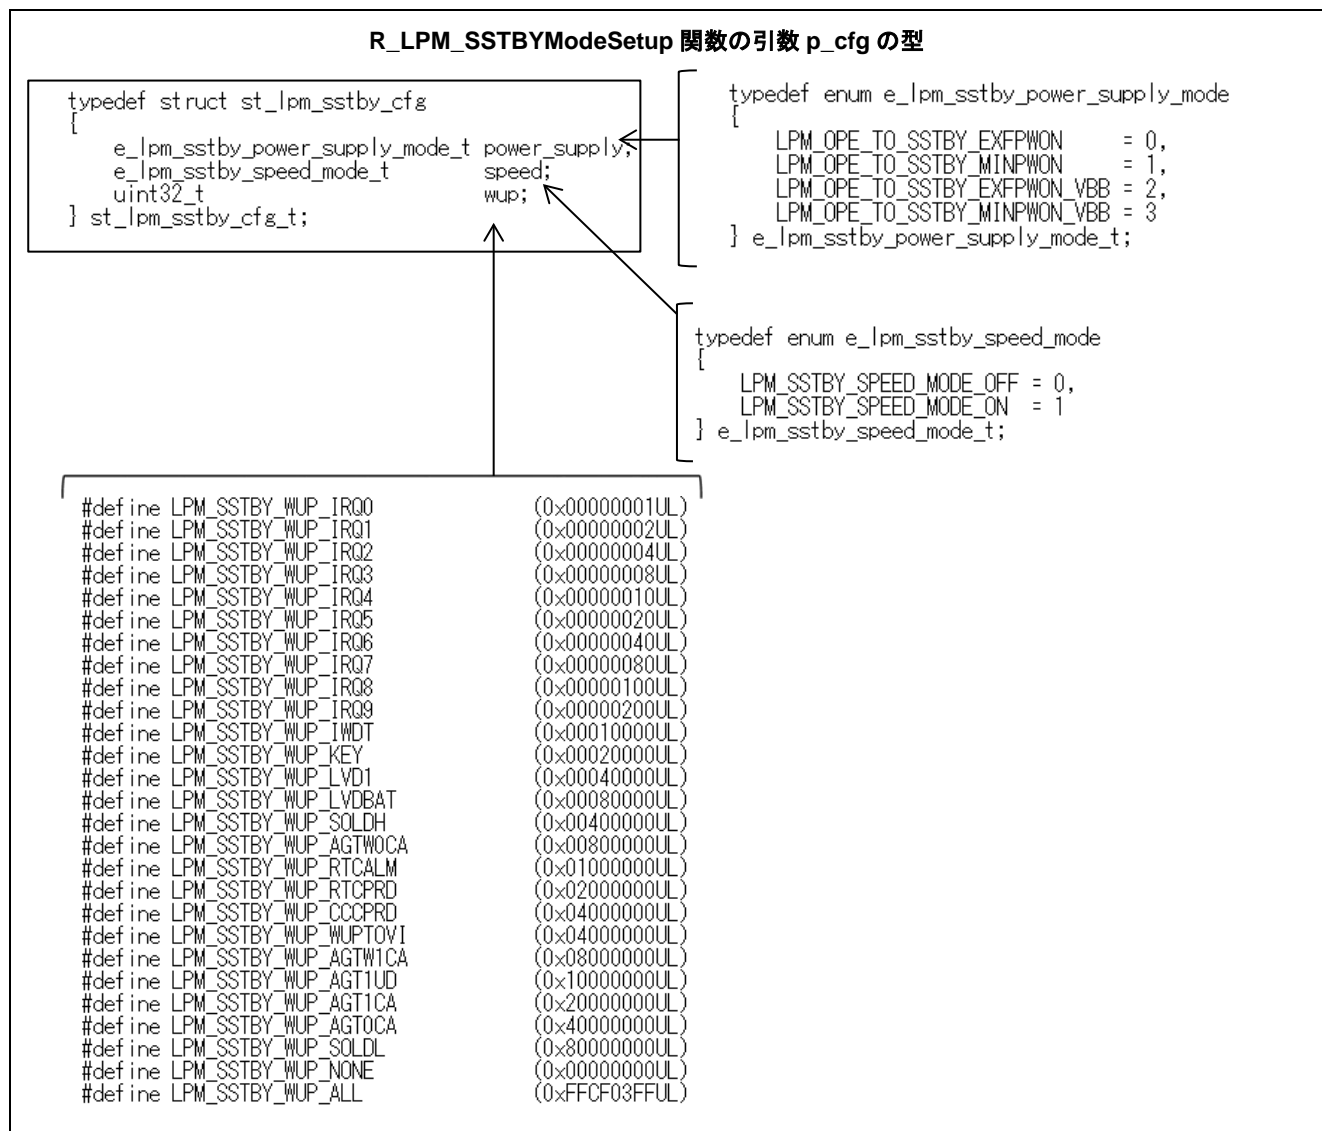 R_LPM_SSTBYModeSetup 関数の引数 p_cfg の型
typedef struct st_lpm_sstby_cfg
{
e_lpm_sstby_power_supply_mode_t power_supply;
e_lpm_sstby_speed_mode_t speed;
uint32_t wup;
} st_lpm_sstby_cfg_t;
typedef enum e_lpm_sstby_power_supply_mode
{
LPM_OPE_TO_SSTBY_EXFPWON = 0,
LPM_OPE_TO_SSTBY_MINPWON = 1,
LPM_OPE_TO_SSTBY_EXFPWON_VBB = 2,
LPM_OPE_TO_SSTBY_MINPWON_VBB = 3
} e_lpm_sstby_power_supply_mode_t;
typedef enum e_lpm_sstby_speed_mode
{
LPM_SSTBY_SPEED_MODE_OFF = 0,
LPM_SSTBY_SPEED_MODE_ON = 1
} e_lpm_sstby_speed_mode_t;
#define LPM_SSTBY_WUP_IRQ0 (0x00000001UL)
#define LPM_SSTBY_WUP_IRQ1 (0x00000002UL)
#define LPM_SSTBY_WUP_IRQ2 (0x00000004UL)
#define LPM_SSTBY_WUP_IRQ3 (0x00000008UL)
#define LPM_SSTBY_WUP_IRQ4 (0x00000010UL)
#define LPM_SSTBY_WUP_IRQ5 (0x00000020UL)
#define LPM_SSTBY_WUP_IRQ6 (0x00000040UL)
#define LPM_SSTBY_WUP_IRQ7 (0x00000080UL)
#define LPM_SSTBY_WUP_IRQ8 (0x00000100UL)
#define LPM_SSTBY_WUP_IRQ9 (0x00000200UL)
#define LPM_SSTBY_WUP_IWDT (0x00010000UL)
#define LPM_SSTBY_WUP_KEY (0x00020000UL)
#define LPM_SSTBY_WUP_LVD1 (0x00040000UL)
#define LPM_SSTBY_WUP_LVDBAT (0x00080000UL)
#define LPM_SSTBY_WUP_SOLDH (0x00400000UL)
#define LPM_SSTBY_WUP_AGTW0CA (0x00800000UL)
#define LPM_SSTBY_WUP_RTCALM (0x01000000UL)
#define LPM_SSTBY_WUP_RTCPRD (0x02000000UL)
#define LPM_SSTBY_WUP_CCCPRD (0x04000000UL)
#define LPM_SSTBY_WUP_WUPTOVI (0x04000000UL)
#define LPM_SSTBY_WUP_AGTW1CA (0x08000000UL)
#define LPM_SSTBY_WUP_AGT1UD (0x10000000UL)
#define LPM_SSTBY_WUP_AGT1CA (0x20000000UL)
#define LPM_SSTBY_WUP_AGT0CA (0x40000000UL)
#define LPM_SSTBY_WUP_SOLDL (0x80000000UL)
#define LPM_SSTBY_WUP_NONE (0x00000000UL)
#define LPM_SSTBY_WUP_ALL (0xFFCF03FFUL)